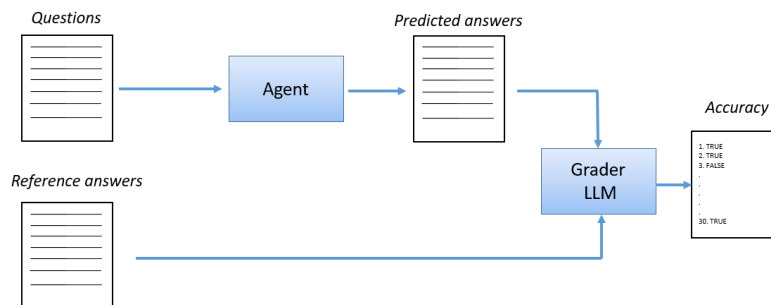 Questions
Predicted answers
Agent
Accuracy
1. TRUE
2. TRUE
3. FALSE
.
.
.
.
.
30. TRUE
Grader
LLM
Reference answers